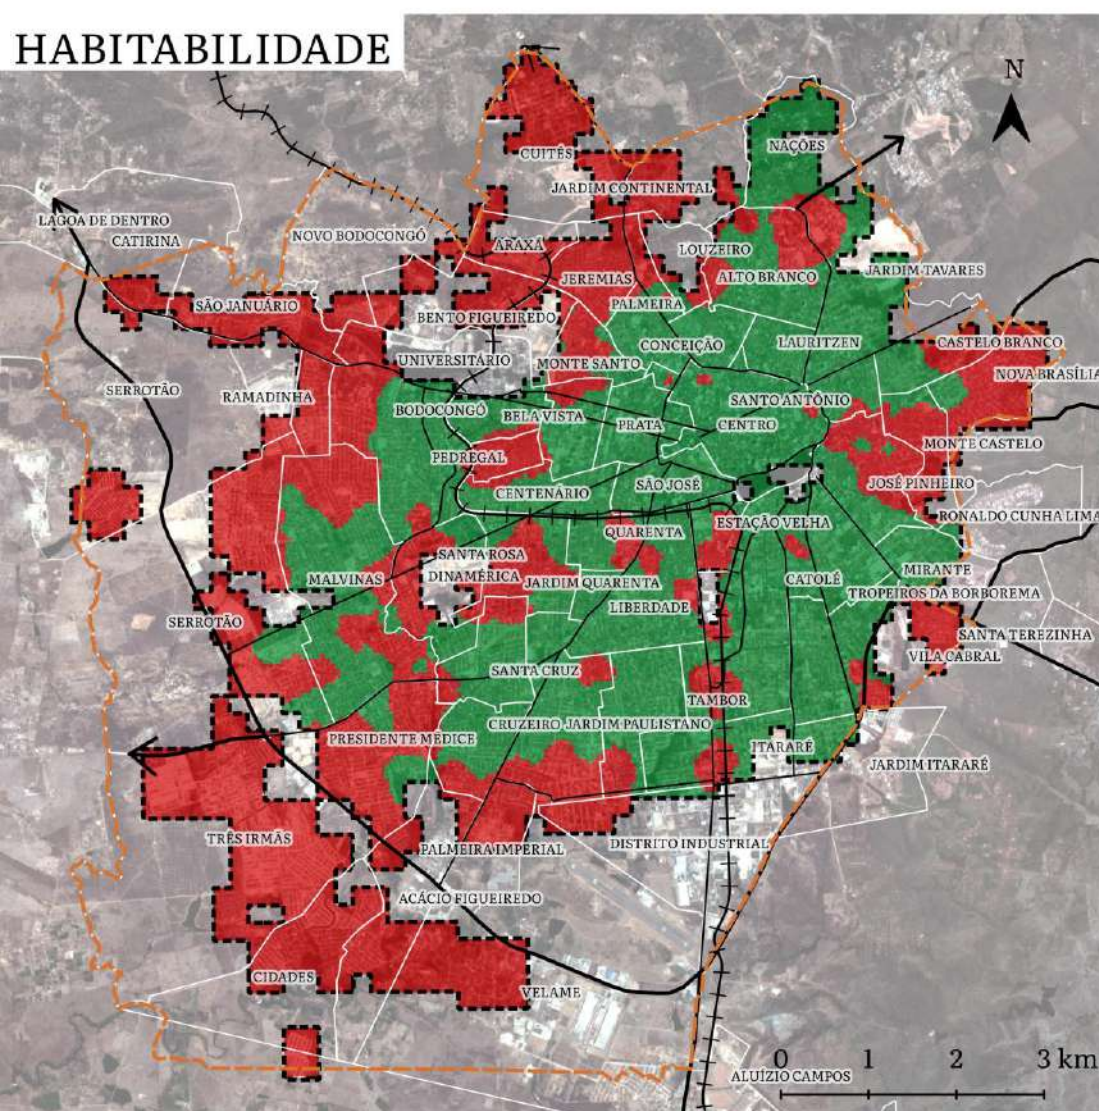 HABITABILIDADE
N
NAÇÕES
CUITÉS
JARDIM CONTINENTAL
LAGOA DE DENTRO
CATIRINA
NOVO BODOCONGÓ
ARAXÁ
LOUZEIRO
JEREMIAS
ALTO BRANCO
JARDIM TAVARES
SÃO JANUÁRIO
PALMEIRA
BENTO FIGUEIREDO
CONCEIÇÃO
LAURITZEN
CASTELO BRANCO
UNIVERSITÁRIO
MONTE SANTO
NOVA BRASÍLIA
SERROTÃO
RAMADINHA
SANTO ANTÔNIO
BODOCONGÓ
BELA VISTA
PRATA
CENTRO
MONTE CASTELO
PEDREGAL
CENTENÁRIO
SÃO JOSÉ
JOSÉ PINHEIRO
RONALDO CUNHA LIMA
ESTAÇÃO VELHA
QUARENTA
SANTA ROSA
MALVINAS
DINAMÉRICA
JARDIM QUARENTA
CATOLÉ
MIRANTE
TROPEIROS DA BORBOREMA
LIBERDADE
SERROTÃO
SANTA TEREZINHA
VILA CABRAL
SANTA CRUZ
TAMBOR
CRUZEIRO
JARDIM PAULISTANO
PRESIDENTE MÉDICE
ITARARÉ
JARDIM ITARARÉ
TRÊS IRMÃS
PALMEIRA IMPERIAL
DISTRITO INDUSTRIAL
ACÁCIO FIGUEIREDO
CIDADES
VELAME
ALUÍZIO CAMPOS
0 1 2 3 km